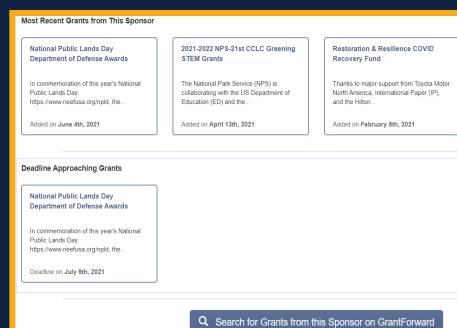 Most Recent Grants from This Sponsor
National Public Lands Day
Department of Defense Awards
In commemoration of this year's National
Public Lands Day:
https://www.neefusa.org/npld, the...
Added on June 4th, 2021
2021-2022 NPS-21st CCLC Greening
STEM Grants
The National Park Service (NPS) is
collaborating with the US Department of
Education (ED) and the...
Added on April 13th, 2021
Restoration & Resilience COVID
Recovery Fund
Thanks to major support from Toyota Motor
North America, International Paper (IP),
and the Hilton...
Added on February 5th, 2021
Deadline Approaching Grants
National Public Lands Day
Department of Defense Awards
In commemoration of this year's National
Public Lands Day:
https://www.neefusa.org/npld, the...
Deadline on July 9th, 2021
Search for Grants from this Sponsor on GrantForward